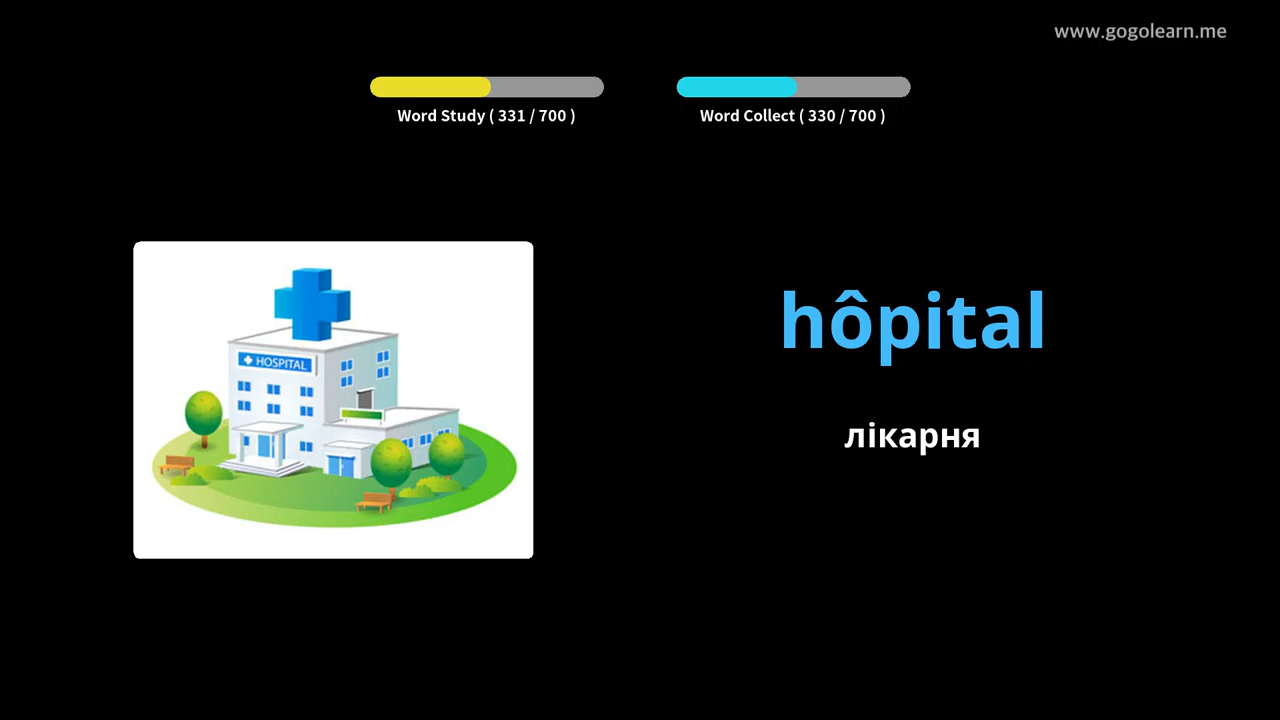 www.gogolearn.me
Word Study ( 331 / 700 )
Word Collect ( 330 / 700 )
HOSPITAL
hôpital
лікарня